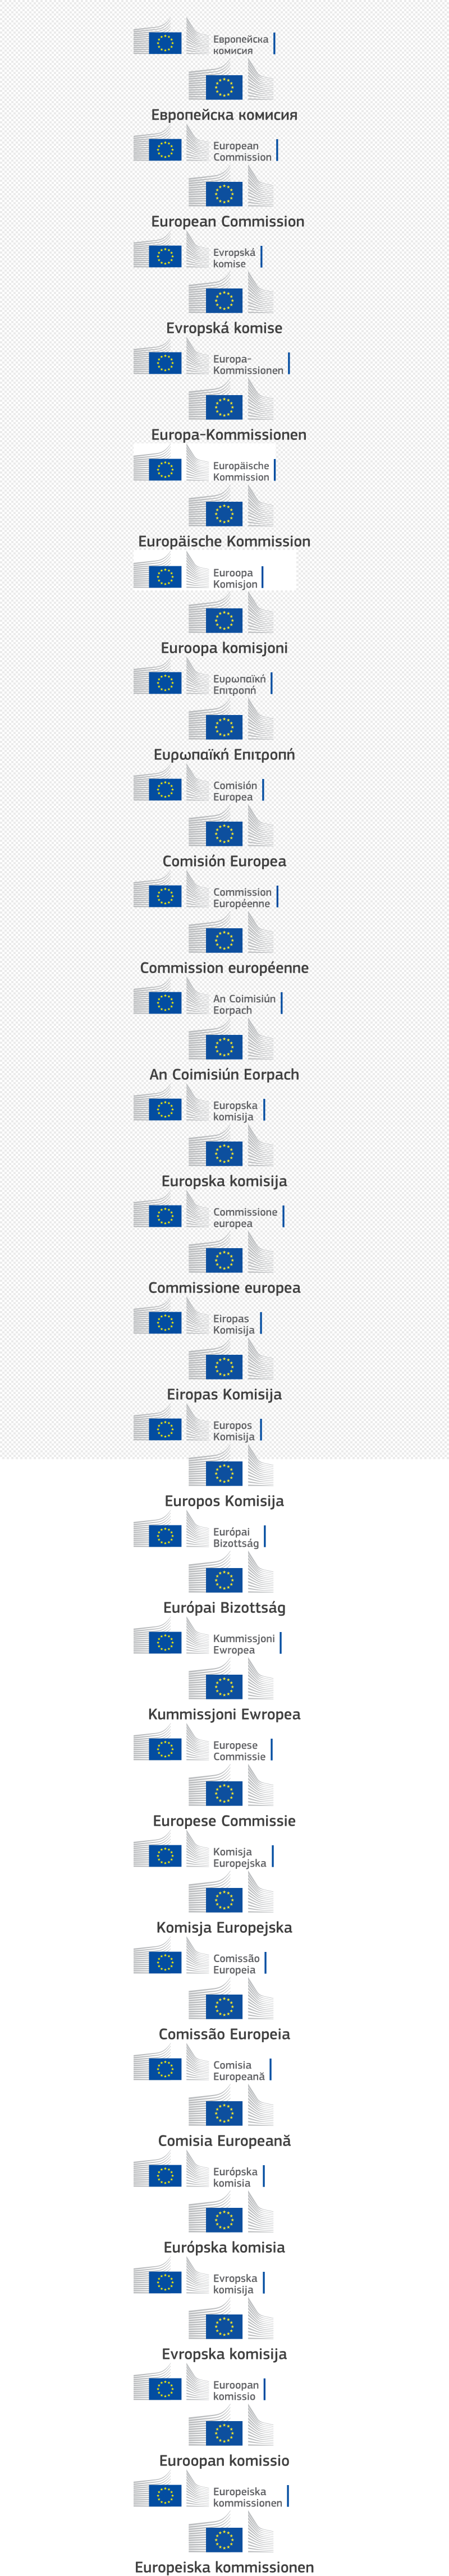 Европейска
комисия
Европейска комисия
European
Commission
European Commission
Evropská
komise
Evropská komise
Europa-
Kommissionen
Europa-Kommissionen
Europäische
Kommission
Europäische Kommission
Euroopa
Komisjon
Euroopa komisjoni
Ευρωπαϊκή
Επιτροπή
Ευρωπαϊκή Επιτροπή
Comisión
Europea
Comisión Europea
Commission
Européenne
Commission européenne
An Coimisiún
Eorpach
An Coimisiún Eorpach
Europska
komisija
Europska komisija
Commissione
europea
Commissione europea
Eiropas
Komisija
Eiropas Komisija
Europos
Komisija
Europos Komisija
Európai
Bizottság
Európai Bizottság
Kummissjoni
Ewropea
Kummissjoni Ewropea
Europese
Commissie
Europese Commissie
Komisja
Europejska
Komisja Europejska
Comissão
Europeia
Comissão Europeia
Comisia
Europeană
Comisia Europeană
Európska
komisia
Európska komisia
Evropska
komisija
Evropska komisija
Euroopan
komissio
Euroopan komissio
Europeiska
kommissionen
Europeiska kommissionen